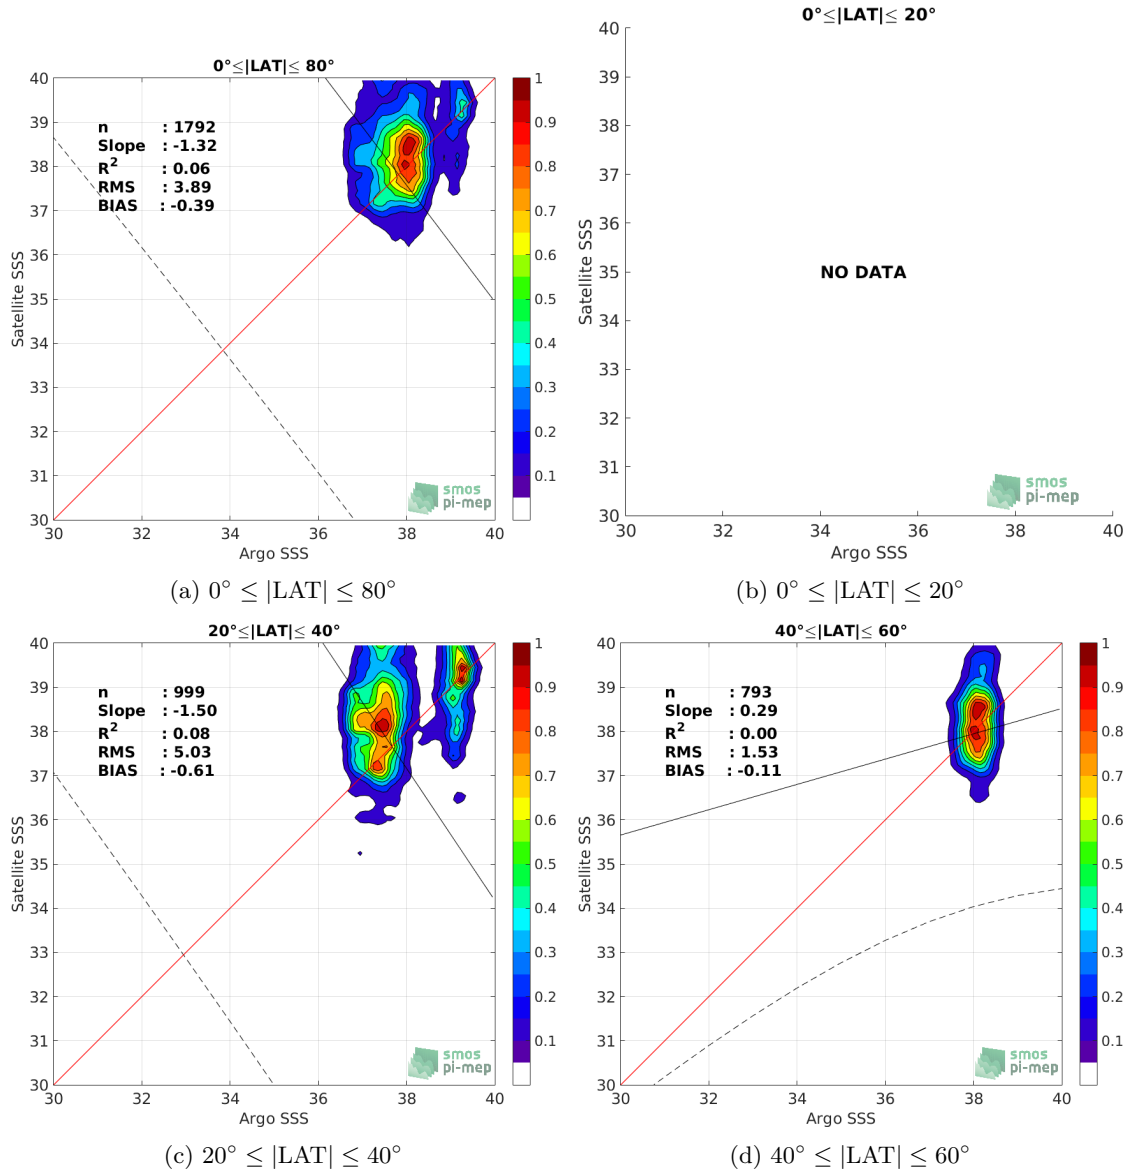 0°≤|LAT|≤ 80°
n : 1792
Slope : -1.32
R² : 0.06
RMS : 3.89
BIAS : -0.39
40
39
38
37
36
35
34
33
32
31
30
30 32 34 36 38 40
Satellite SSS
Argo SSS
1
0.9
0.8
0.7
0.6
0.5
0.4
0.3
0.2
0.1
smos
pi-mep
(a) 0° ≤ |LAT| ≤ 80°
0°≤|LAT|≤ 20°
40
39
38
37
36
35
34
33
32
31
30
30 32 34 36 38 40
Satellite SSS
Argo SSS
NO DATA
smos
pi-mep
(b) 0° ≤ |LAT| ≤ 20°
20°≤|LAT|≤ 40°
n : 999
Slope : -1.50
R² : 0.08
RMS : 5.03
BIAS : -0.61
40
39
38
37
36
35
34
33
32
31
30
30 32 34 36 38 40
Satellite SSS
Argo SSS
1
0.9
0.8
0.7
0.6
0.5
0.4
0.3
0.2
0.1
smos
pi-mep
(c) 20° ≤ |LAT| ≤ 40°
40°≤|LAT|≤ 60°
n : 793
Slope : 0.29
R² : 0.00
RMS : 1.53
BIAS : -0.11
40
39
38
37
36
35
34
33
32
31
30
30 32 34 36 38 40
Satellite SSS
Argo SSS
1
0.9
0.8
0.7
0.6
0.5
0.4
0.3
0.2
0.1
smos
pi-mep
(d) 40° ≤ |LAT| ≤ 60°